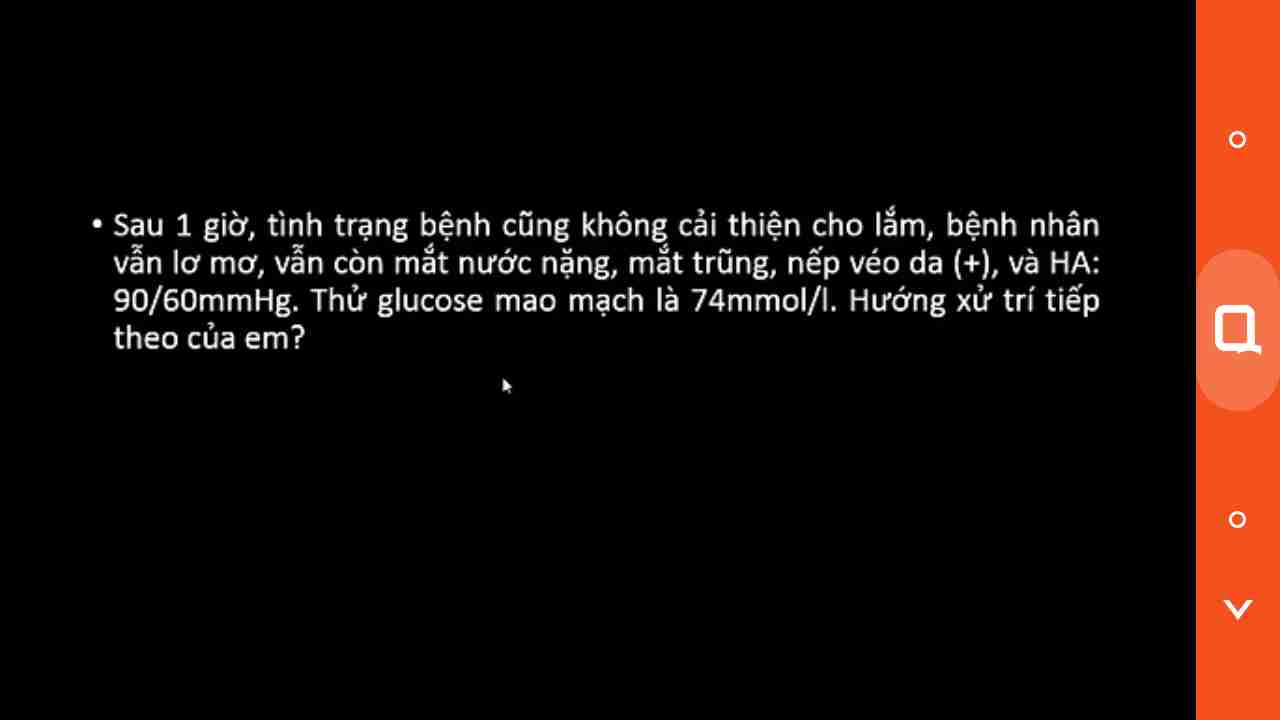 • Sau 1 giờ, tình trạng bệnh cũng không cải thiện cho lắm, bệnh nhân
vẫn lơ mơ, vẫn còn mắt nước nặng, mắt trũng, nếp véo da (+), và HA:
90/60mmHg. Thử glucose mao mạch là 74mmol/l. Hướng xử trí tiếp
theo của em?